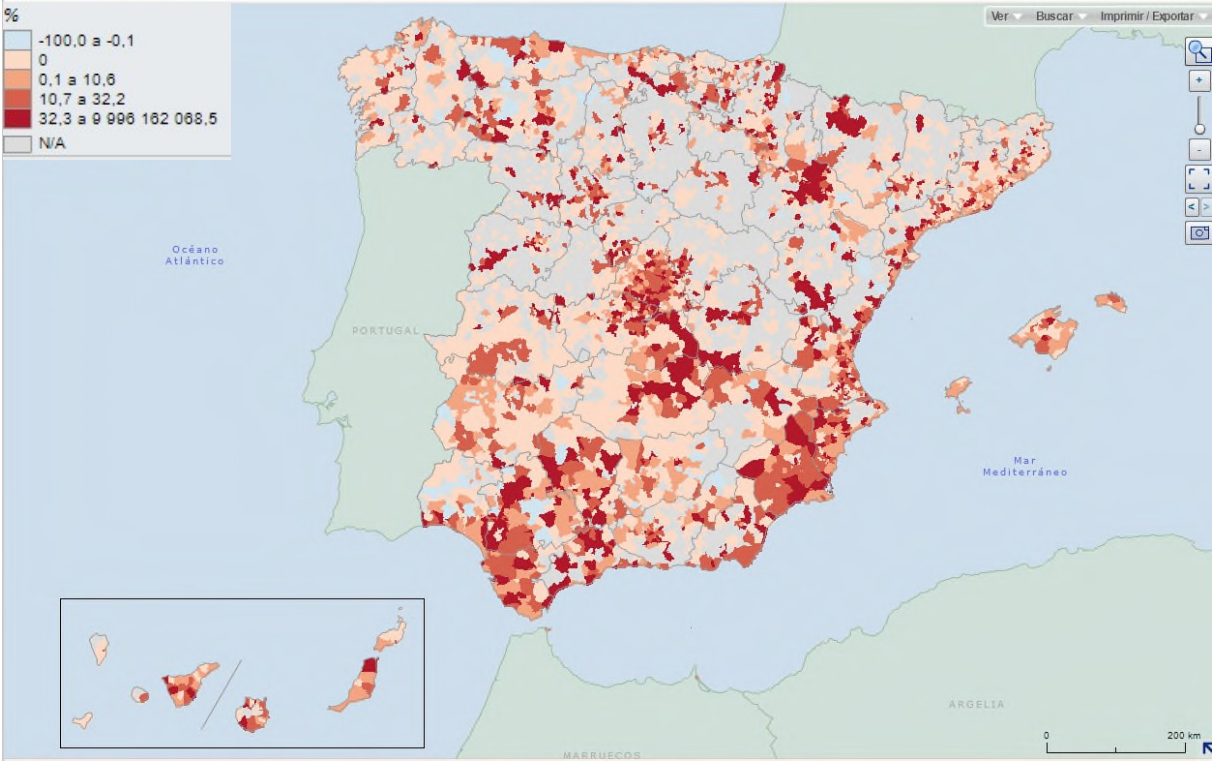 %
-100,0 a -0,1
0
0,1 a 10,6
10,7 a 32,2
32,3 a 9 996 162 068,5
N/A
Ver
Buscar
Imprimir / Exportar
+
-
< >
Océano
Atlántico
PORTUGAL
Mar
Mediterráneo
ARGELIA
MARRUECOS
0
200 km